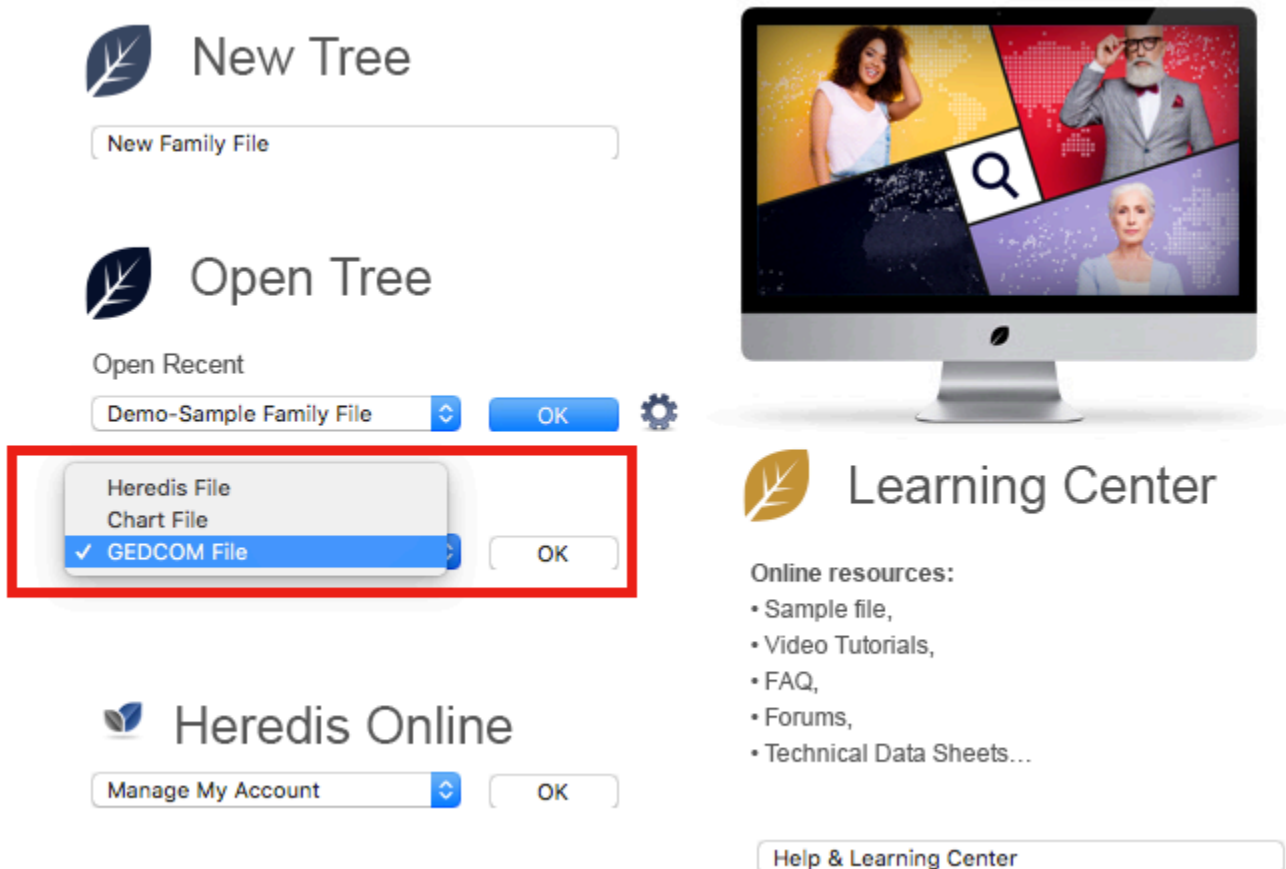 New Tree
New Family File
Open Tree
Open Recent
Demo-Sample Family File
OK
Heredis File
Chart File
✓ GEDCOM File
OK
Heredis Online
Manage My Account
OK
Learning Center
Online resources:
• Sample file,
• Video Tutorials,
• FAQ,
• Forums,
• Technical Data Sheets…
Help & Learning Center